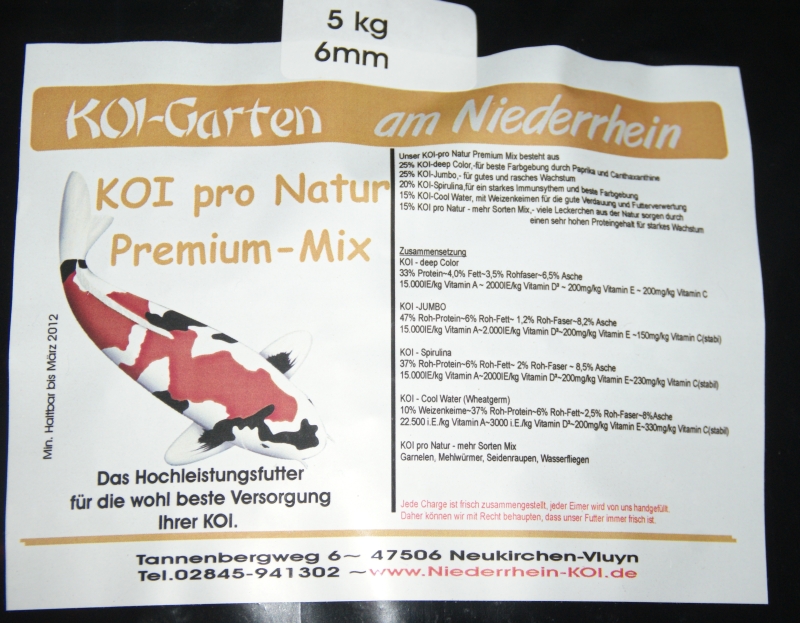 5 kg
6mm
KOI-Garten am Niederrhein
KOI pro Natur
Premium-Mix
Min. Haltbar bis März 2012
Das Hochleistungsfutter
für die wohl beste Versorgung
Ihrer KOI.
Unser KOI-pro Natur Premium Mix besteht aus
25% KOI-deep Color,-für beste Farbgebung durch Paprika und Canthaxanthine
25% KOI-Jumbo,- für gutes und rasches Wachstum
20% KOI-Spirulina,für ein starkes Immunsythem und beste Farbgebung
15% KOI-Cool Water, mit Weizenkeimen für die gute Verdauung und Futterverwertung
15% KOI pro Natur - mehr Sorten Mix,- viele Leckerchen aus der Natur sorgen durch
einen sehr hohen Proteingehalt für starkes Wachstum
Zusammensetzung
KOI - deep Color
33% Protein~4,0% Fett~3,5% Rohfaser~6,5% Asche
15.000IE/kg Vitamin A ~ 2000IE/kg Vitamin D³ ~ 200mg/kg Vitamin E ~ 200mg/kg Vitamin C
KOI -JUMBO
47% Roh-Protein~6% Roh-Fett~ 1,2% Roh-Faser~8,2% Asche
15.000IE/kg Vitamin A~2.000IE/kg Vitamin D³~200mg/kg Vitamin E ~150mg/kg Vitamin C(stabi)
KOI - Spirulina
37% Roh-Protein~6% Roh-Fett~ 2% Roh-Faser ~ 8,5% Asche
15.000IE/kg Vitamin A~2000IE/kg Vitamin D³~200mg/kg Vitamin E~230mg/kg Vitamin C(stabil)
KOI - Cool Water (Wheatgerm)
10% Weizenkeime~37% Roh-Protein~6% Roh-Fett~2,5% Roh-Faser~8%Asche
22.500 i.E./kg Vitamin A~3000 i.E./kg Vitamin D³~200mg/kg Vitamin E~330mg/kg Vitamin C(stabil)
KOI pro Natur - mehr Sorten Mix
Garnelen, Mehlwürmer, Seidenraupen, Wasserfliegen
Jede Charge ist frisch zusammengestellt, jeder Eimer wird von uns handgefüllt.
Daher können wir mit Recht behaupten, dass unser Futter immer frisch ist.
Tannenbergweg 6~ 47506 Neukirchen-Vluyn
Tel.02845-941302 ~www.Niederrhein-KOI.de